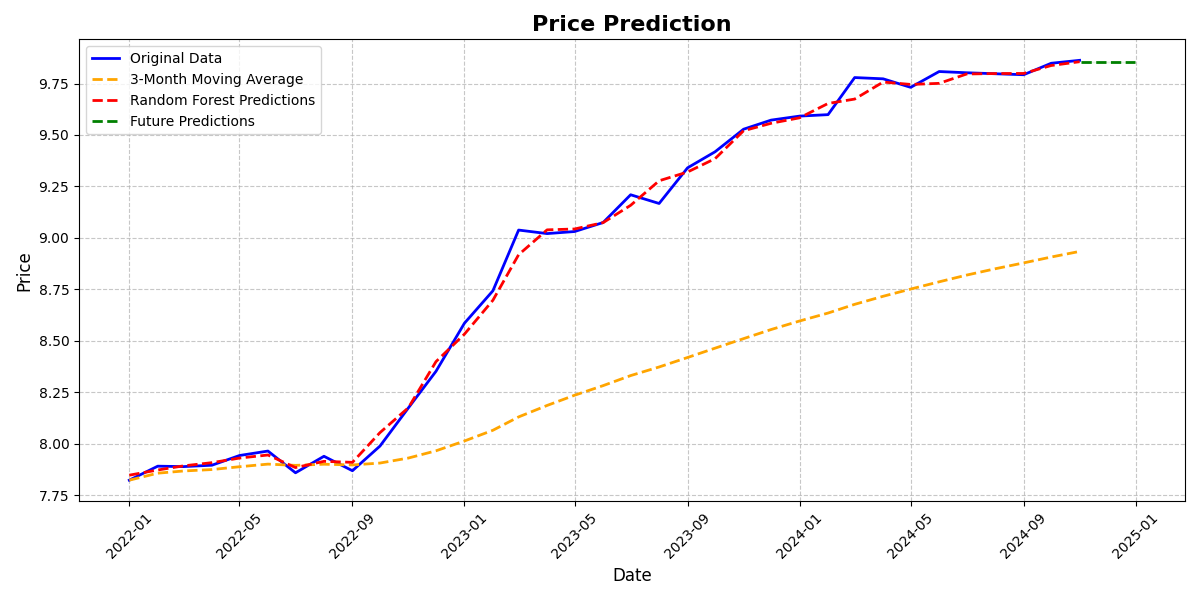 Price Prediction
Original Data
3-Month Moving Average
Random Forest Predictions
Future Predictions
Price
9.75
9.50
9.25
9.00
8.75
8.50
8.25
8.00
7.75
2022-01
2022-05
2022-09
2023-01
2023-05
2023-09
2024-01
2024-05
2024-09
2025-01
Date